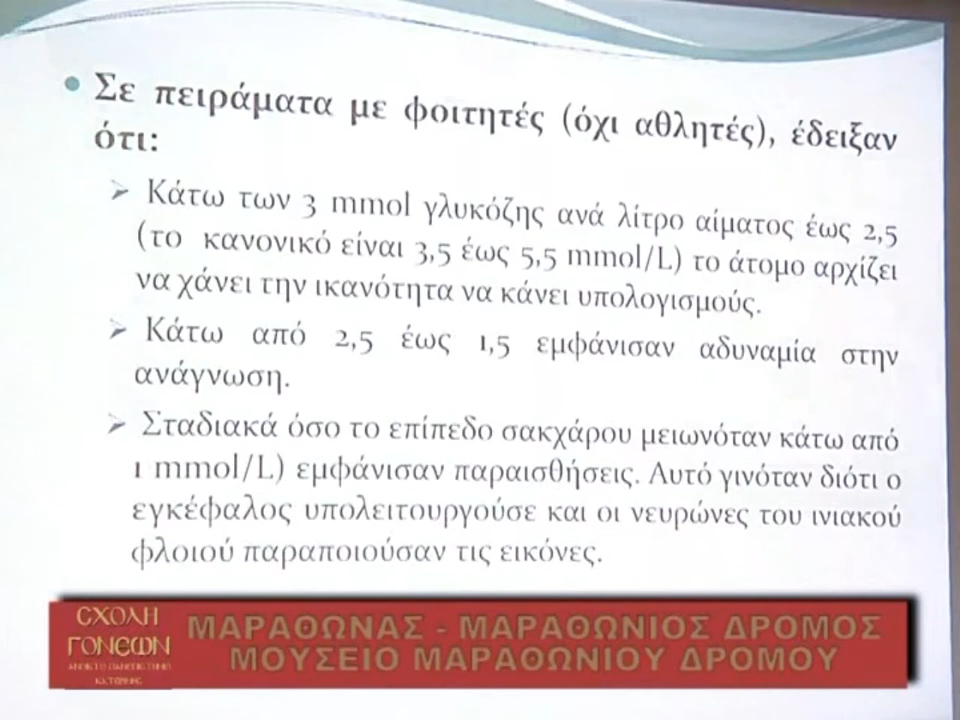 Σε πειράματα με φοιτητές (όχι αθλητές), έδειξαν
ότι:
Κάτω των 3 mmol γλυκόζης ανά λίτρο αίματος έως 2,5
(το κανονικό είναι 3,5 έως 5,5 mmol/L) το άτομο αρχίζει
να χάνει την ικανότητα να κάνει υπολογισμούς.
Κάτω από 2,5 έως 1,5 εμφάνισαν αδυναμία στην
ανάγνωση.
Σταδιακά όσο το επίπεδο σακχάρου μειωνόταν κάτω από
1 mmol/L) εμφάνισαν παραισθήσεις. Αυτό γινόταν διότι ο
εγκέφαλος υπολειτουργούσε και οι νευρώνες του ινιακού
φλοιού παραποιούσαν τις εικόνες.
ΣΧΟΛΗ
ΓΟΝΕΩΝ
ΑΝΟΙΚΤΟ ΠΑΝΕΠΙΣΤΗΜΙΟ
ΚΑΤΕΡΙΝΗΣ
ΜΑΡΑΘΩΝΑΣ - ΜΑΡΑΘΩΝΙΟΣ ΔΡΟΜΟΣ
ΜΟΥΣΕΙΟ ΜΑΡΑΘΩΝΙΟΥ ΔΡΟΜΟΥ